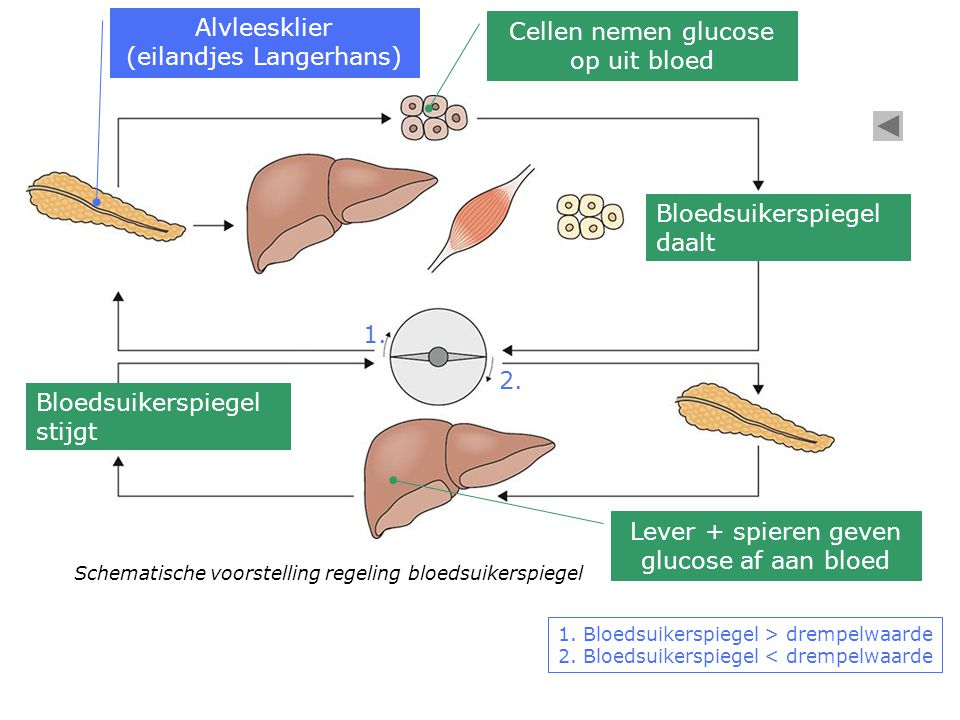 Alvleesklier
(eilandjes Langerhans)
Cellen nemen glucose
op uit bloed
Bloedsuikerspiegel
daalt
1.
2.
Bloedsuikerspiegel
stijgt
Lever + spieren geven
glucose af aan bloed
Schematische voorstelling regeling bloedsuikerspiegel
1. Bloedsuikerspiegel > drempelwaarde
2. Bloedsuikerspiegel < drempelwaarde